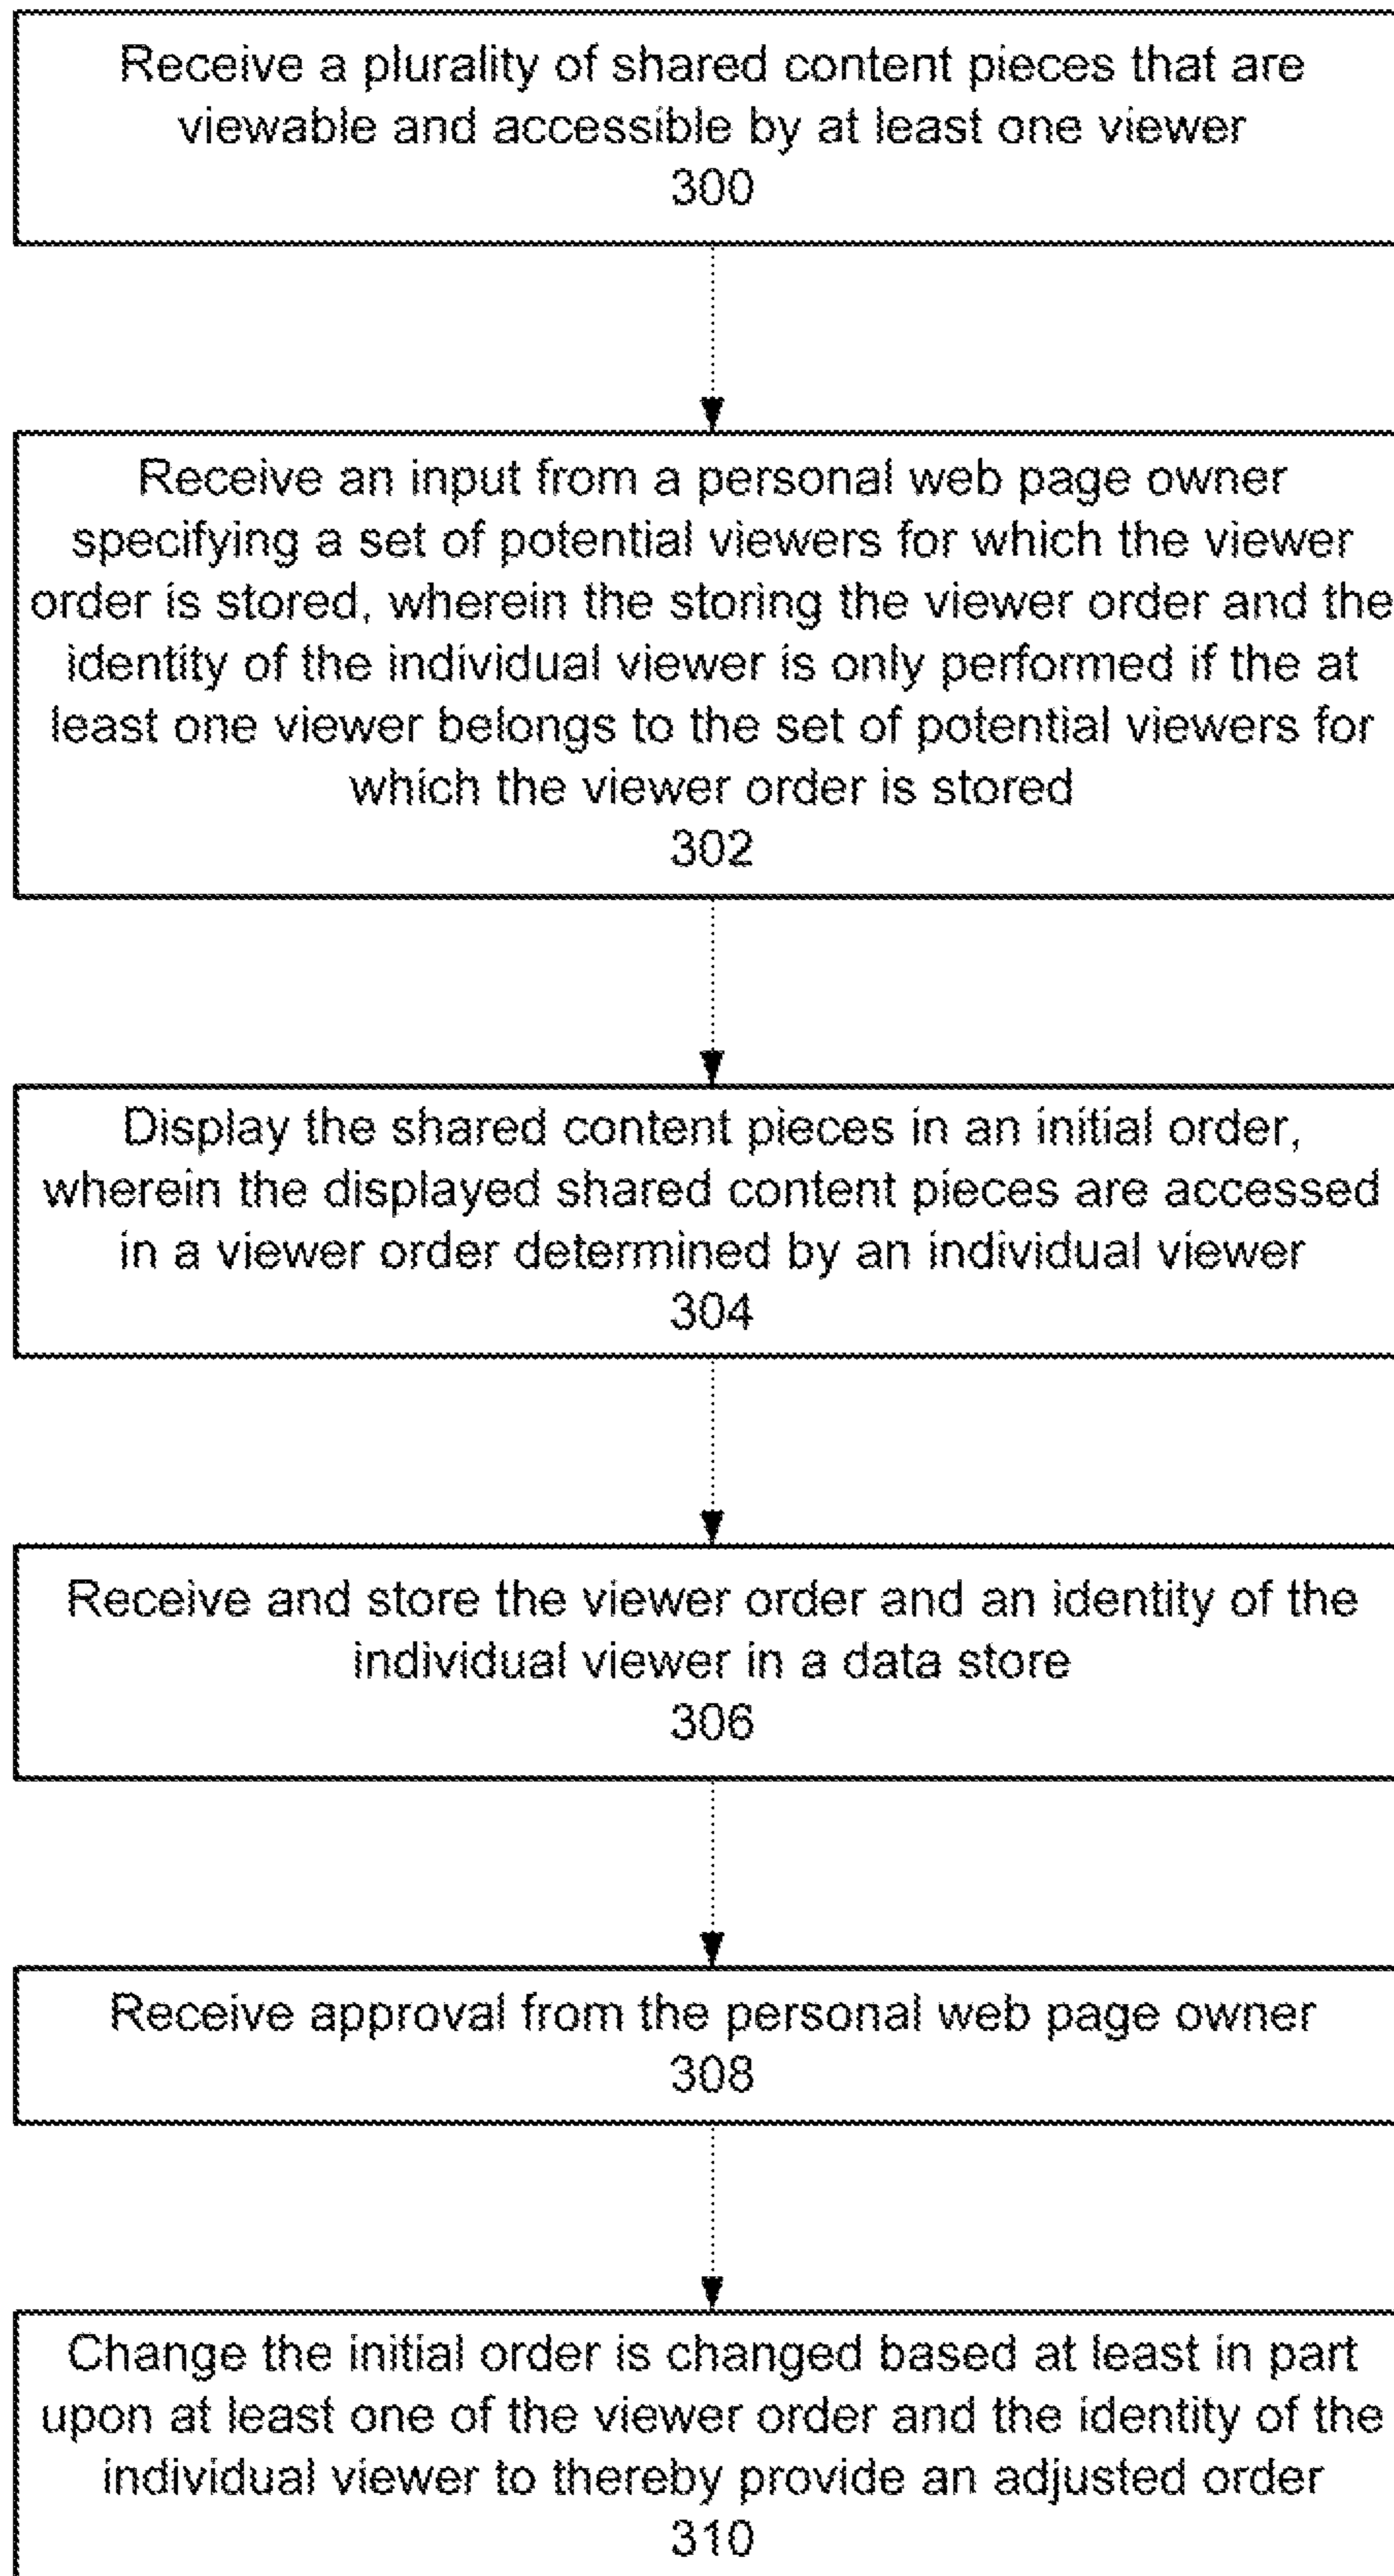 Receive a plurality of shared content pieces that are
viewable and accessible by at least one viewer
300
Receive an input from a personal web page owner
specifying a set of potential viewers for which the viewer
order is stored, wherein the storing the viewer order and the
identity of the individual viewer is only performed if the at
least one viewer belongs to the set of potential viewers for
which the viewer order is stored
302
Display the shared content pieces in an initial order,
wherein the displayed shared content pieces are accessed
in a viewer order determined by an individual viewer
304
Receive and store the viewer order and an identity of the
individual viewer in a data store
306
Receive approval from the personal web page owner
308
Change the initial order is changed based at least in part
upon at least one of the viewer order and the identity of the
individual viewer to thereby provide an adjusted order
310